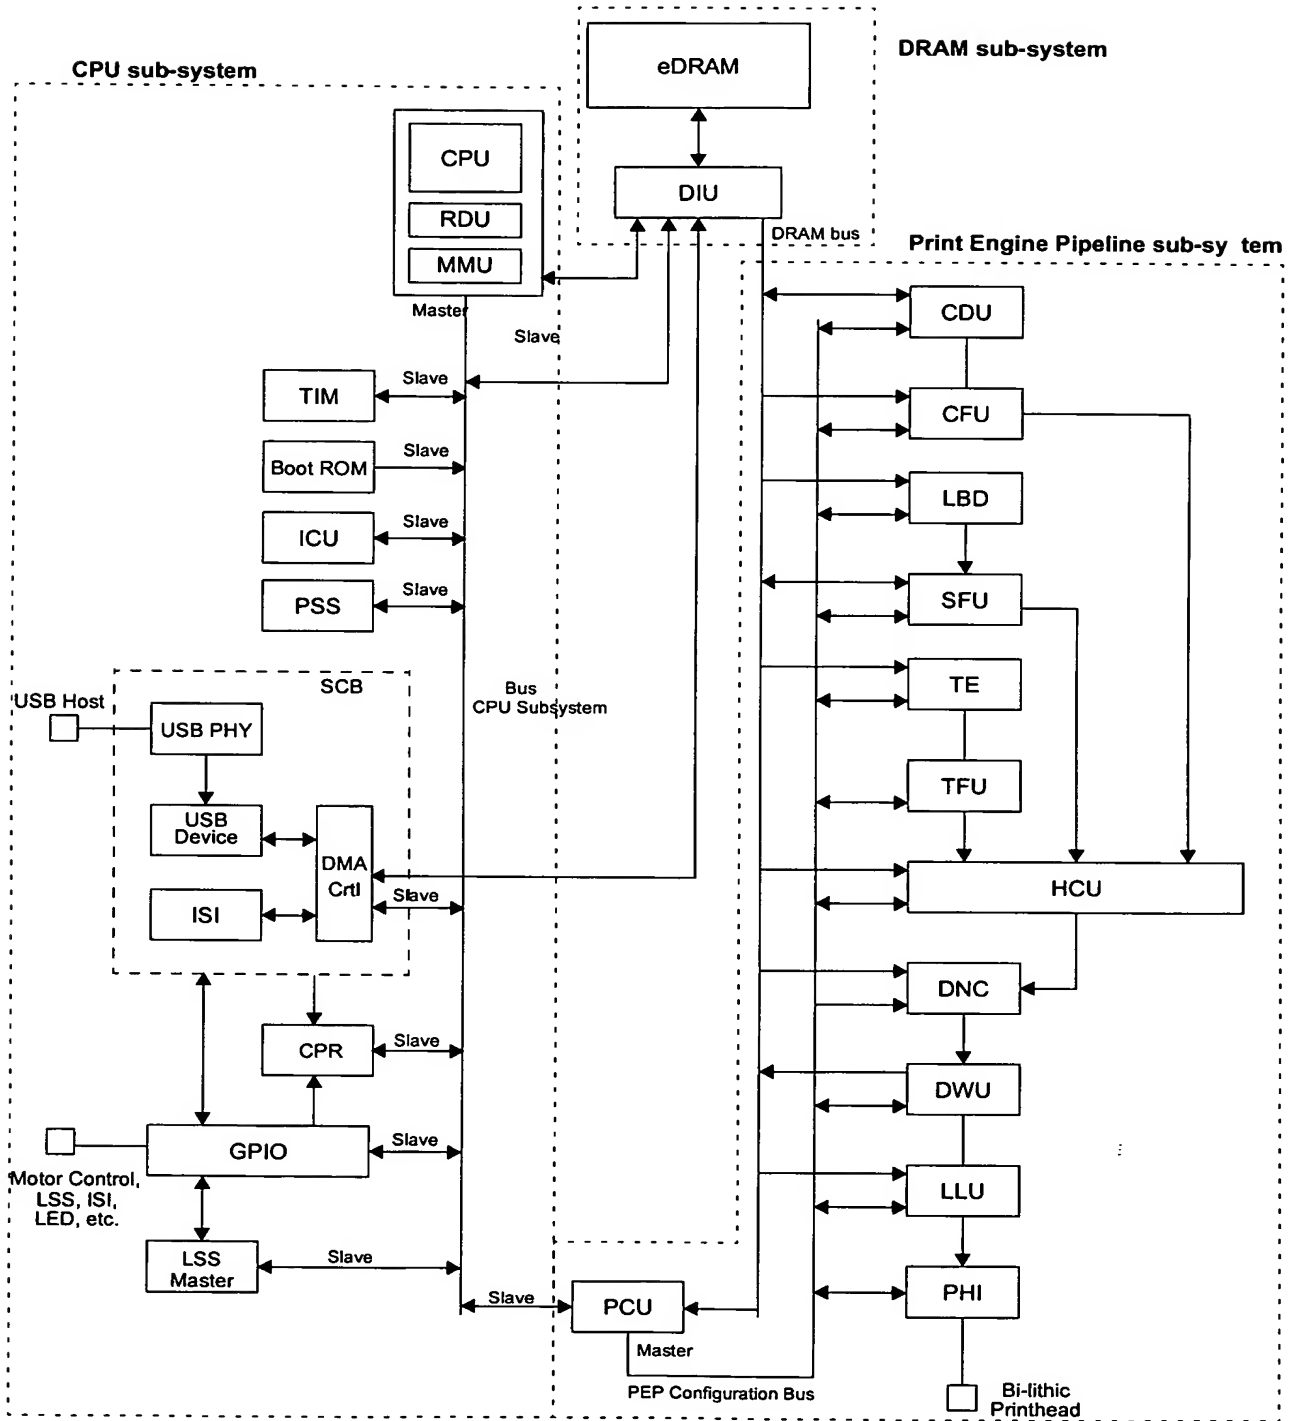 DRAM sub-system
CPU sub-system
eDRAM
CPU
RDU
MMU
DIU
DRAM bus
Print Engine Pipeline sub-sy tem
Master
Slave
CDU
TIM
Slave
CFU
Boot ROM
Slave
LBD
ICU
Slave
PSS
Slave
SFU
SCB
USB Host
USB PHY
Bus
CPU Subsystem
TE
TFU
USB
Device
DMA
Crtl
Slave
ISI
HCU
DNC
CPR
Slave
DWU
GPIO
Slave
Motor Control,
LSS, ISI,
LED, etc.
LLU
LSS
Master
Slave
Slave
PCU
PHI
Master
PEP Configuration Bus
Bi-lithic
Printhead